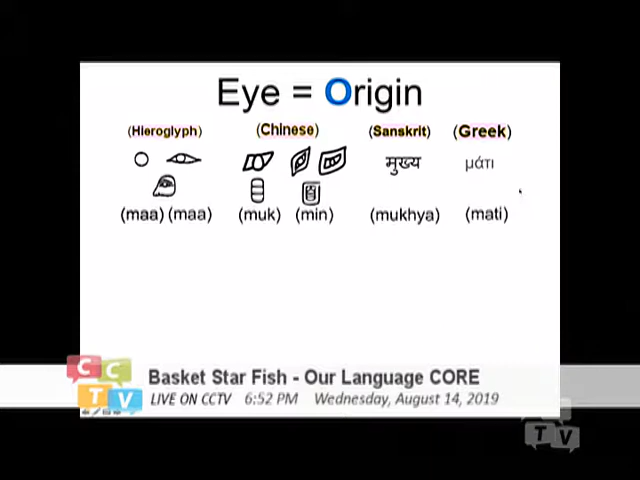 Eye = Origin
(Hieroglyph) (Chinese) (Sanskrit) (Greek)
मुख्य μάτι
(maa) (maa) (muk) (min) (mukhya) (mati)
CCTV
Basket Star Fish - Our Language CORE
LIVE ON CCTV 6:52 PM Wednesday, August 14, 2019
TV